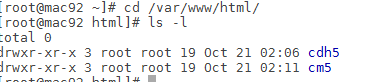 [root@mac92 ~]# cd /var/www/html/
[root@mac92 html]# ls -l
total 0
drwxr-xr-x 3 root root 19 Oct 21 02:06 cdh5
drwxr-xr-x 3 root root 19 Oct 21 02:11 cm5
[root@mac92 html]#